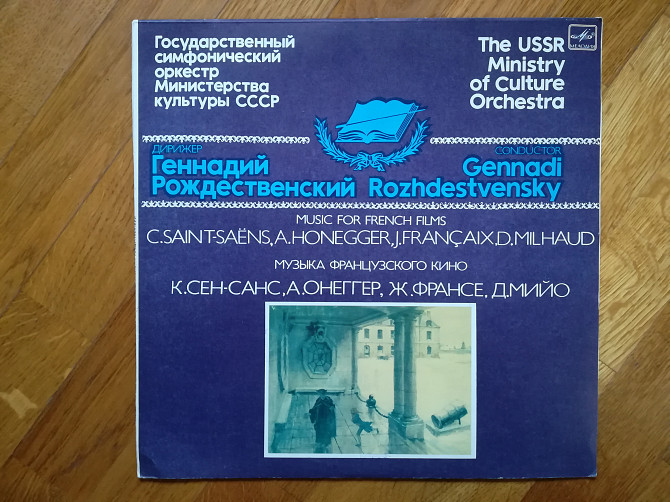 Государственный
симфонический
оркестр
Министерства
культуры СССР
The USSR
Ministry
of Culture
Orchestra
МЕЛОДИЯ
ДИРИЖЕР
Геннадий
Рождественский
CONDUCTOR
Gennadi
Rozhdestvensky
MUSIC FOR FRENCH FILMS
C.SAINT-SAËNS,A.HONEGGER,J.FRANÇAIX,D.MILHAUD
МУЗЫКА ФРАНЦУЗСКОГО КИНО
К.СЕН-САНС,А.ОНЕГГЕР, Ж.ФРАНСЕ, Д.МИЙО